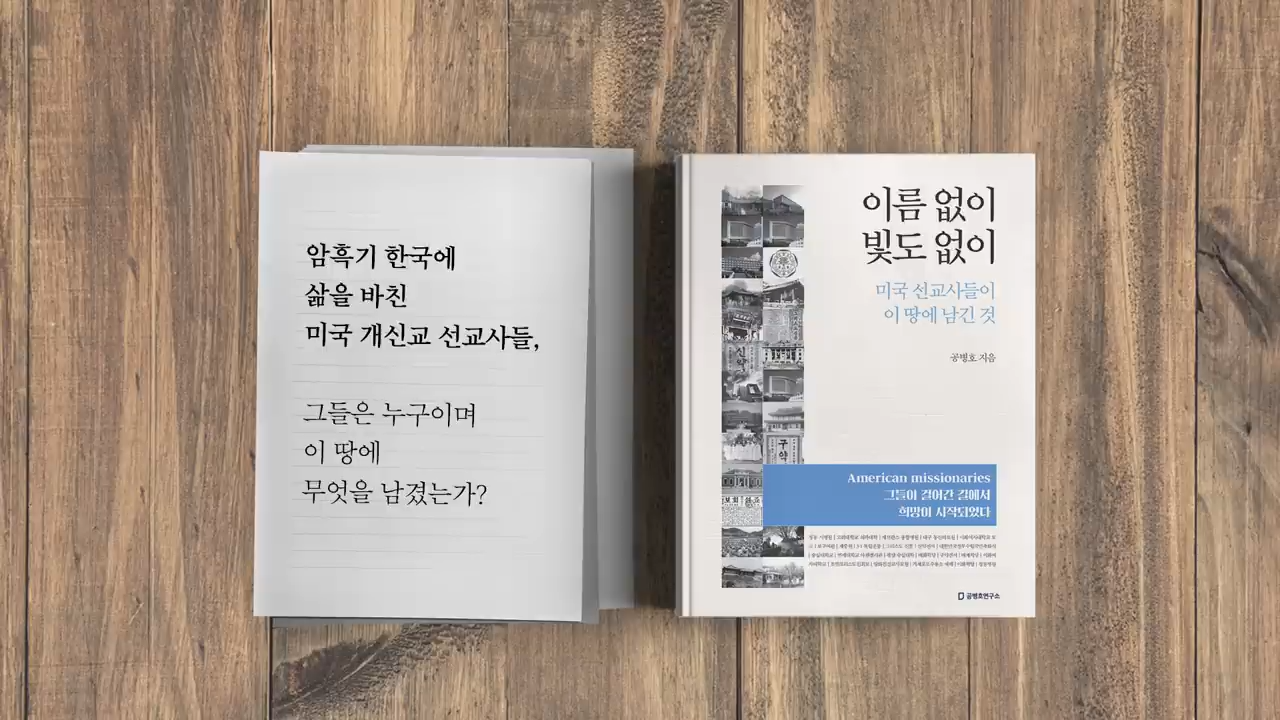 암흑기 한국에
삶을 바친
미국 개신교 선교사들,
그들은 누구이며
이 땅에
무엇을 남겼는가?
이름 없이
빛도 없이
미국 선교사들이
이 땅에 남긴 것
공병호 지음
구약
American missionaries
그들이 걸어간 길에서
희망이 시작되었다
공병호연구소